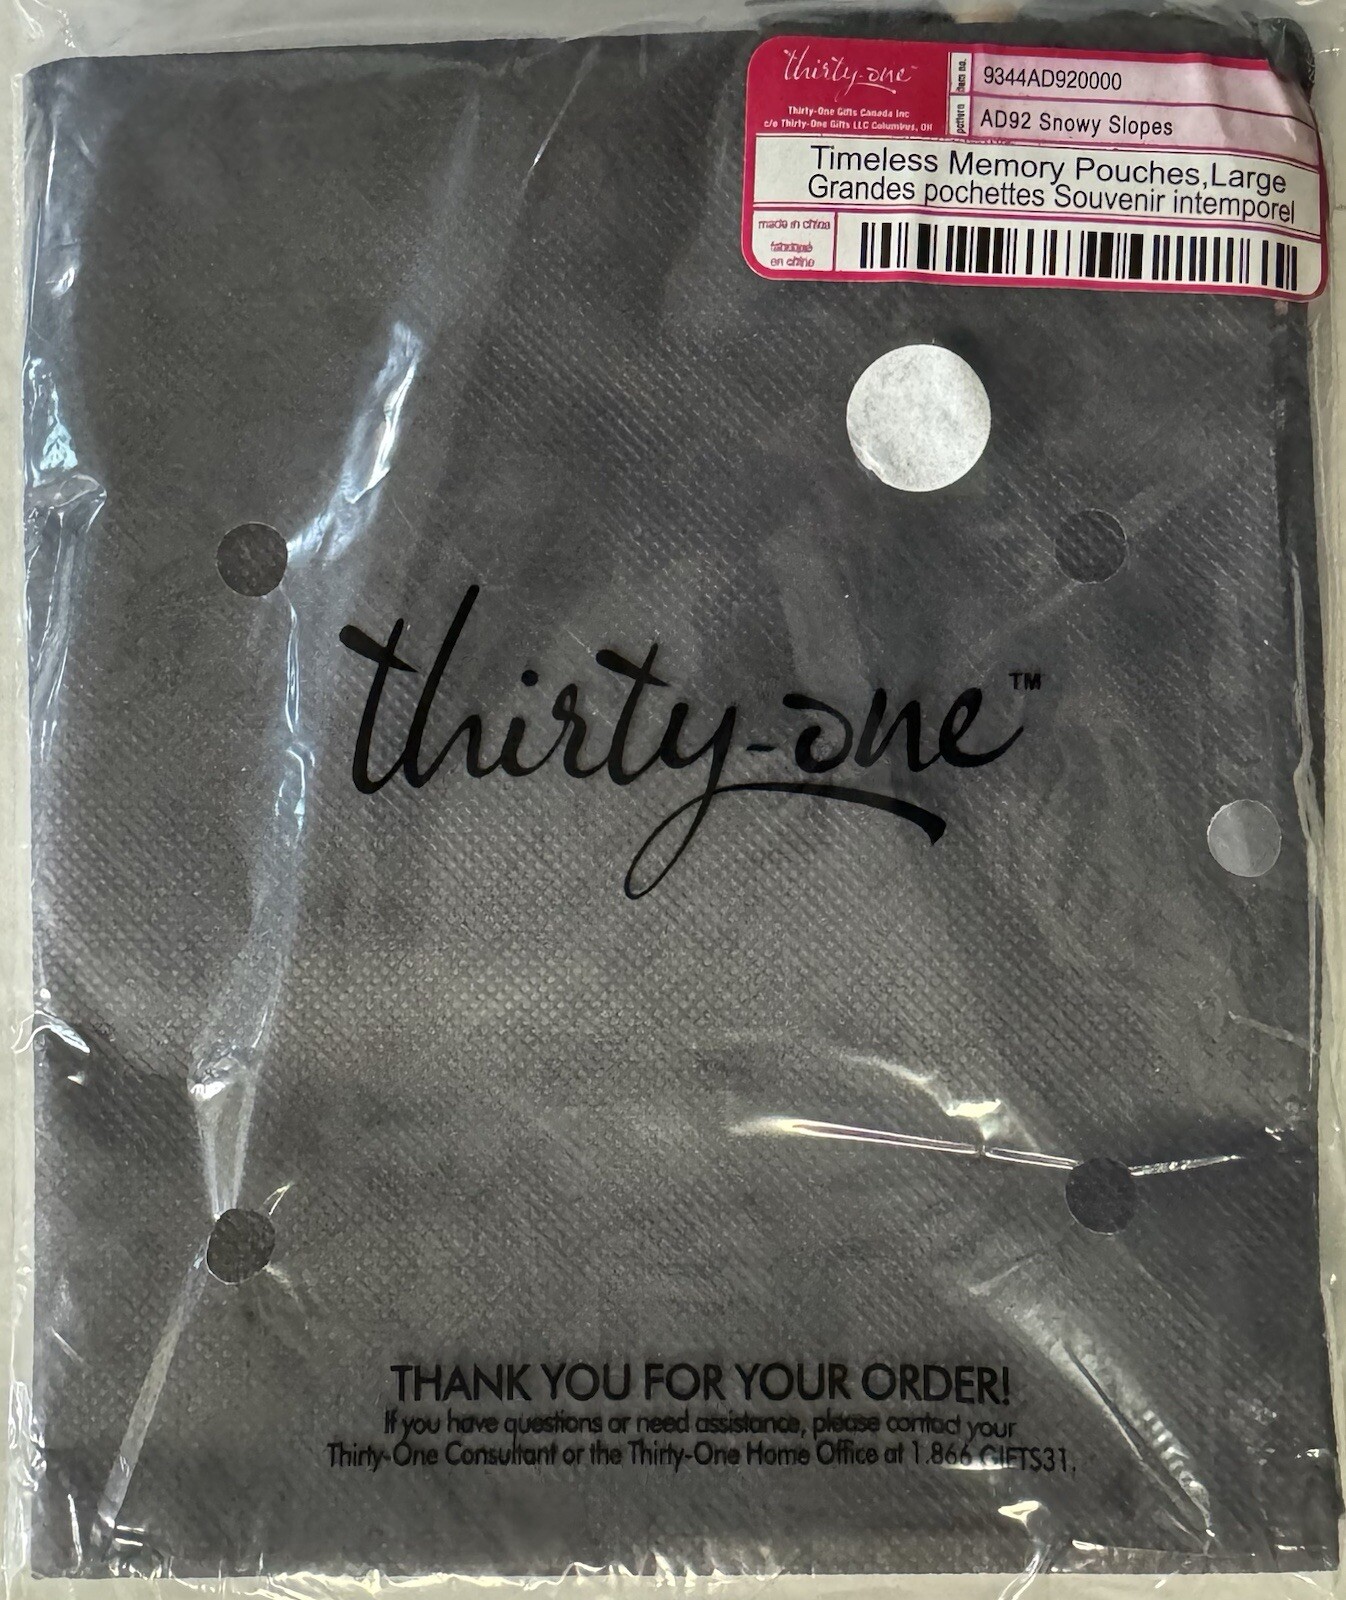 thirty-one
Thirty-One Gifts Canada Inc
c/o Thirty-One Gifts LLC Columbus, OH
item no.
9344AD920000
pattern
AD92 Snowy Slopes
Timeless Memory Pouches,Large
Grandes pochettes Souvenir intemporel
made in china
fabriqué
en chine
thirty-one™
THANK YOU FOR YOUR ORDER!
If you have questions or need assistance, please contact your
Thirty-One Consultant or the Thirty-One Home Office at 1.866 GIFTS31.